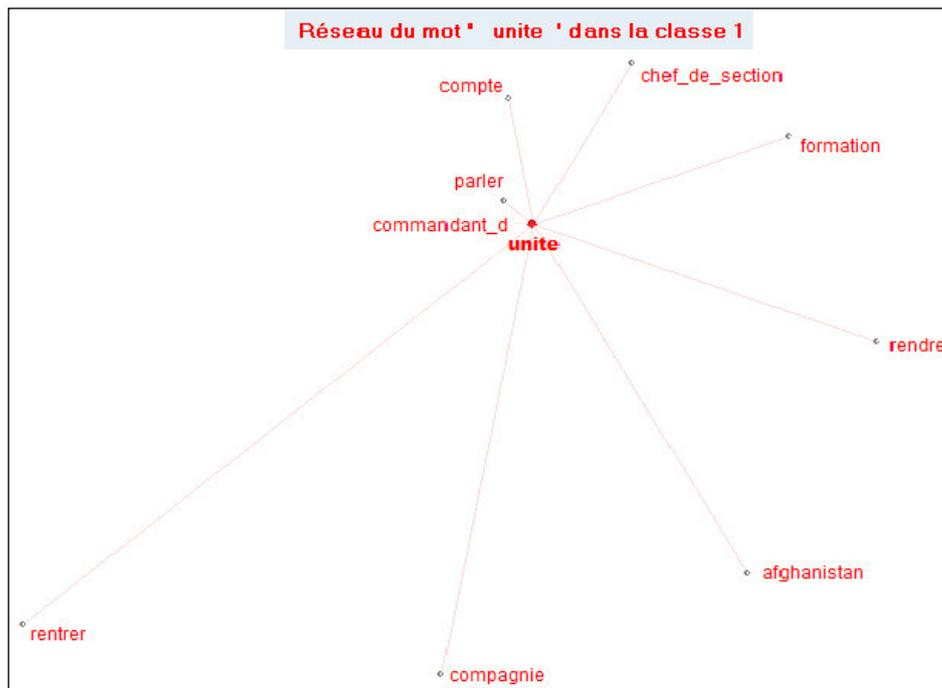 Réseau du mot " unite ' dans la classe 1
chef_de_section
compte
formation
parler
commandant_d
unite
rendre
afghanistan
rentrer
compagnie